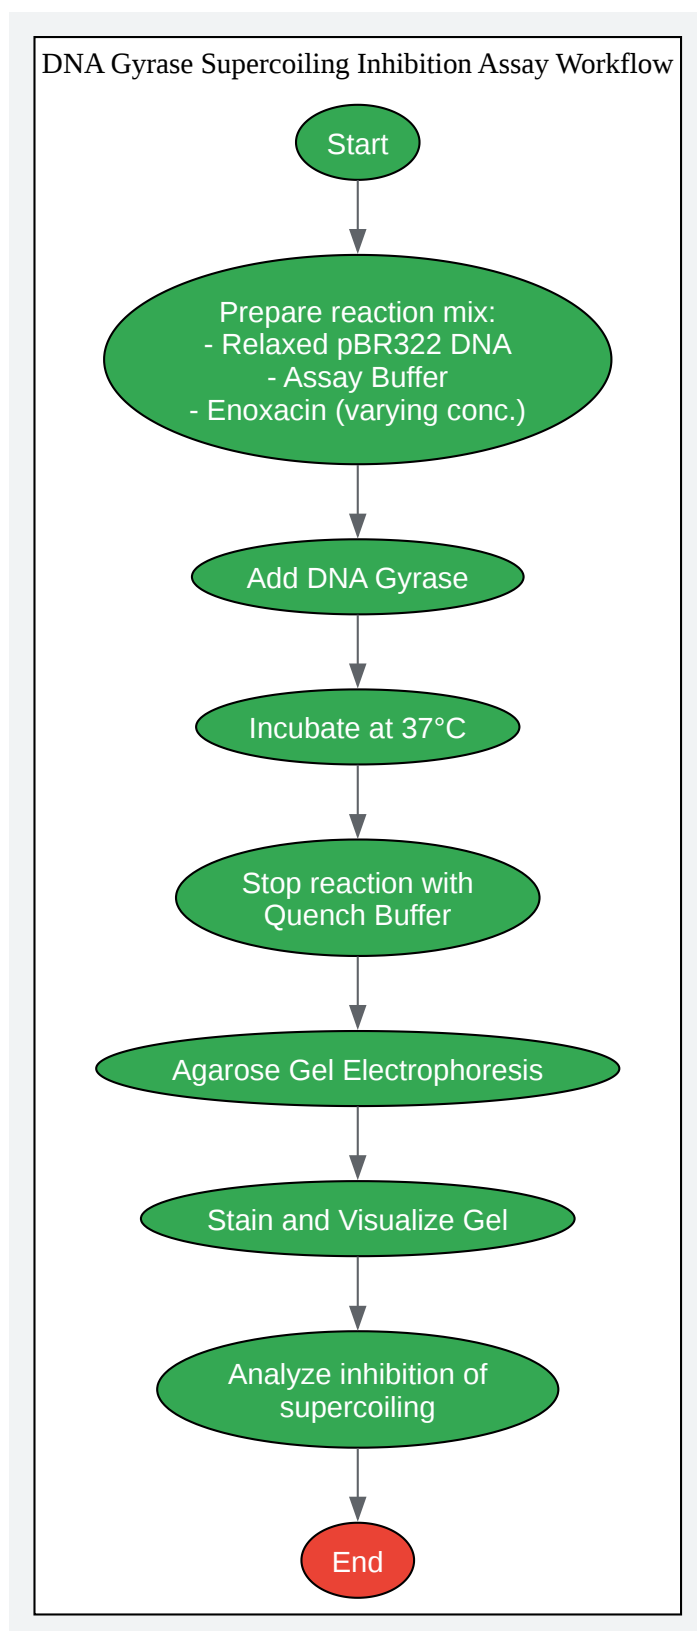 DNA Gyrase Supercoiling Inhibition Assay Workflow
Start
Prepare reaction mix:
- Relaxed pBR322 DNA
- Assay Buffer
- Enoxacin (varying conc.)
Add DNA Gyrase
Incubate at 37°C
Stop reaction with
Quench Buffer
Agarose Gel Electrophoresis
Stain and Visualize Gel
Analyze inhibition of
supercoiling
End